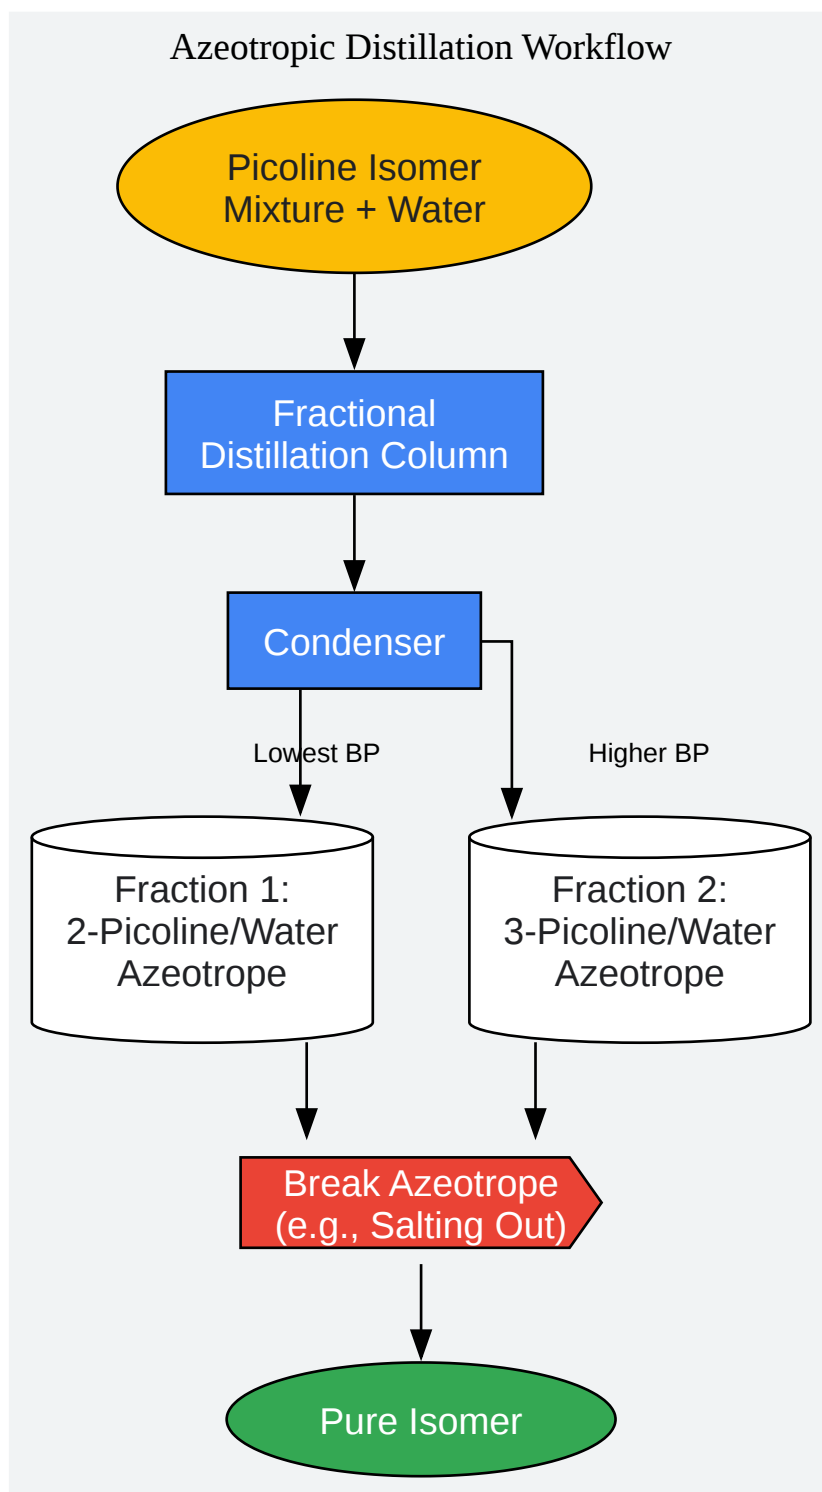 Azeotropic Distillation Workflow
Picoline Isomer
Mixture + Water
Fractional
Distillation Column
Condenser
Lowest BP
Higher BP
Fraction 1:
2-Picoline/Water
Azeotrope
Fraction 2:
3-Picoline/Water
Azeotrope
Break Azeotrope
(e.g., Salting Out)
Pure Isomer